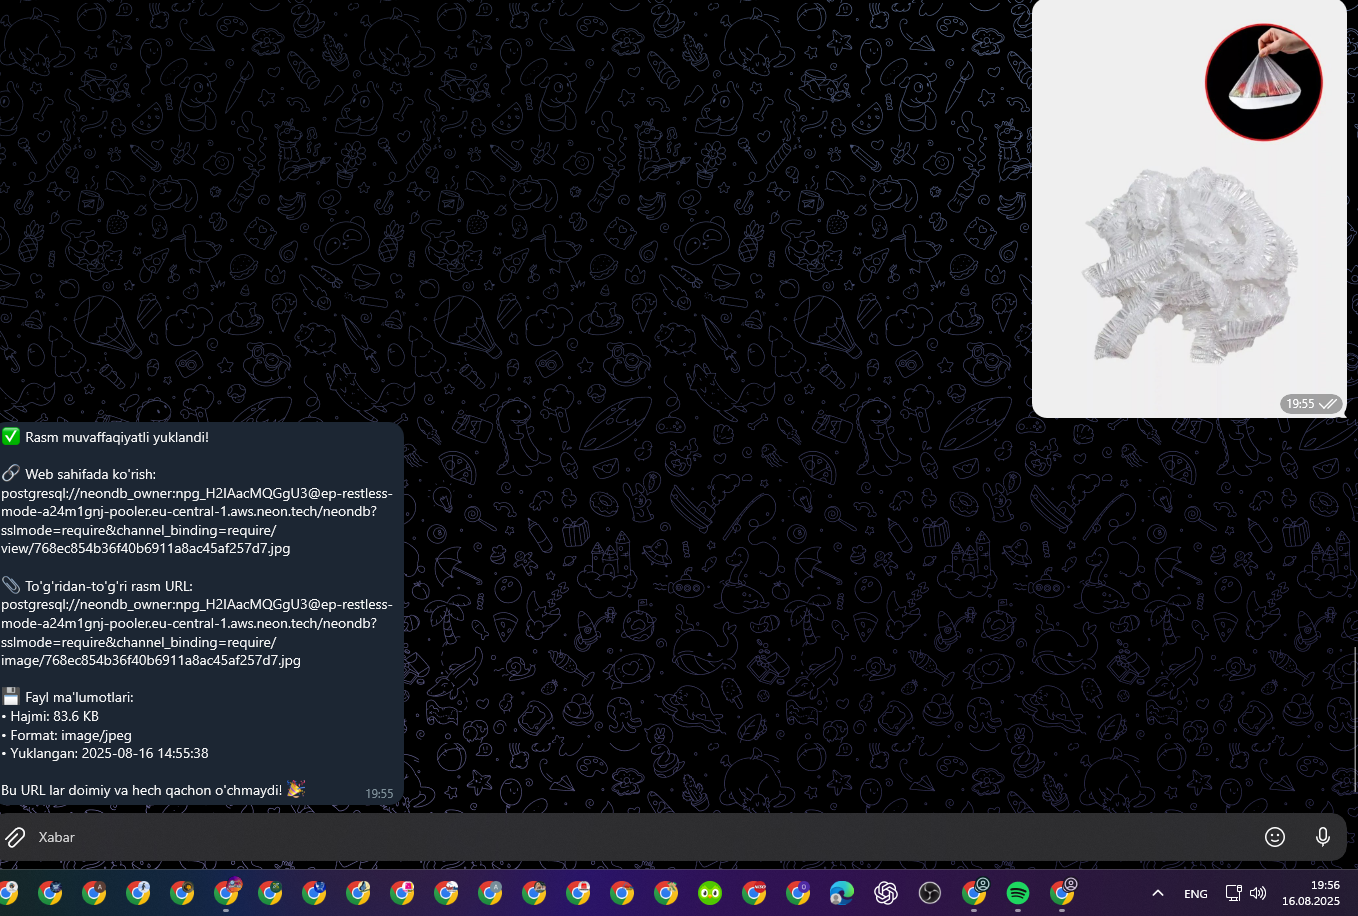 19:55
✅ Rasm muvaffaqiyatli yuklandi!
🔗 Web sahifada ko'rish:
postgresql://neondb_owner:npg_H2IAacMQGgU3@ep-restless-
mode-a24m1gnj-pooler.eu-central-1.aws.neon.tech/neondb?
sslmode=require&channel_binding=require/
view/768ec854b36f40b6911a8ac45af257d7.jpg
📎 To'g'ridan-to'g'ri rasm URL:
postgresql://neondb_owner:npg_H2IAacMQGgU3@ep-restless-
mode-a24m1gnj-pooler.eu-central-1.aws.neon.tech/neondb?
sslmode=require&channel_binding=require/
image/768ec854b36f40b6911a8ac45af257d7.jpg
💾 Fayl ma'lumotlari:
• Hajmi: 83.6 KB
• Format: image/jpeg
• Yuklangan: 2025-08-16 14:55:38
Bu URL lar doimiy va hech qachon o'chmaydi! 🎉
19:55
Xabar
ENG
19:56
16.08.2025